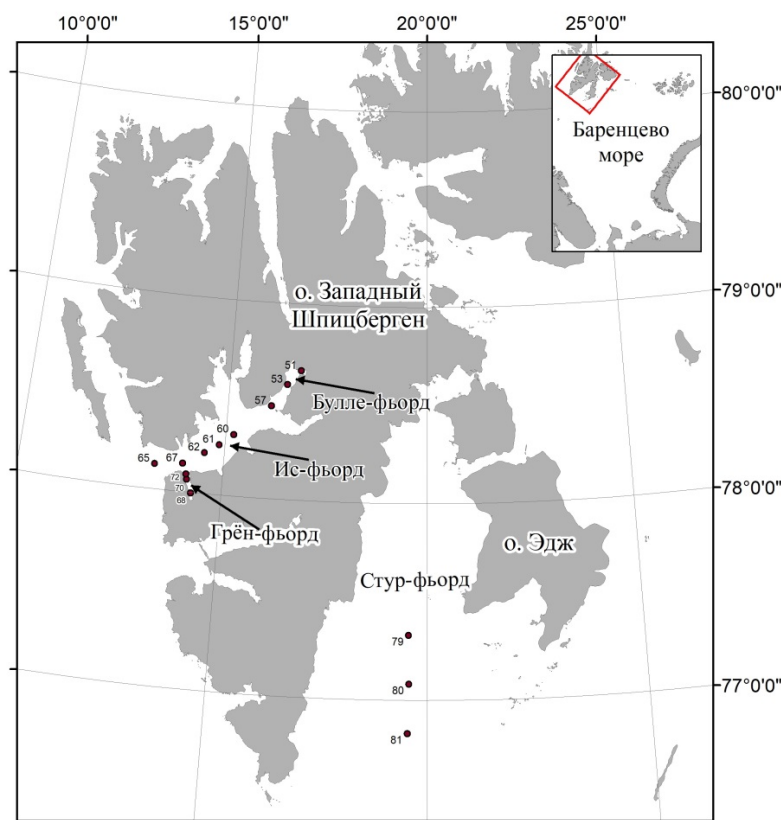 10°0'0" 15°0'0" 20°0'0" 25°0'0"
80°0'0"
Баренцево
море
79°0'0"
о. Западный
Шпицберген
51
53
Булле-фьорд
57
60
61
62
Ис-фьорд
65
67
72
70
68
78°0'0"
Грён-фьорд
о. Эдж
Стур-фьорд
79
80
77°0'0"
81